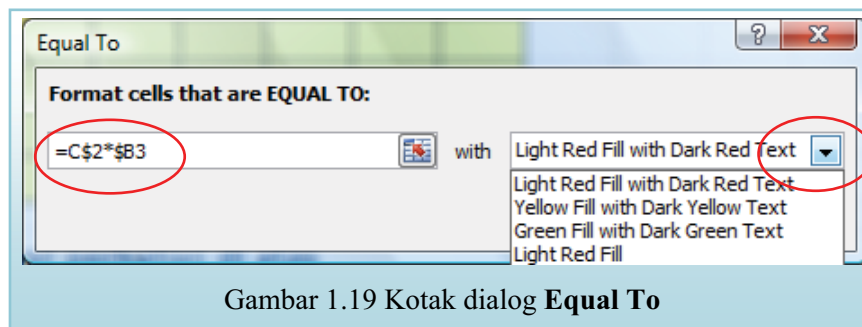 Equal To
Format cells that are EQUAL TO:
=C$2*$B3 with Light Red Fill with Dark Red Text
Light Red Fill with Dark Red Text
Yellow Fill with Dark Yellow Text
Green Fill with Dark Green Text
Light Red Fill
Gambar 1.19 Kotak dialog Equal To